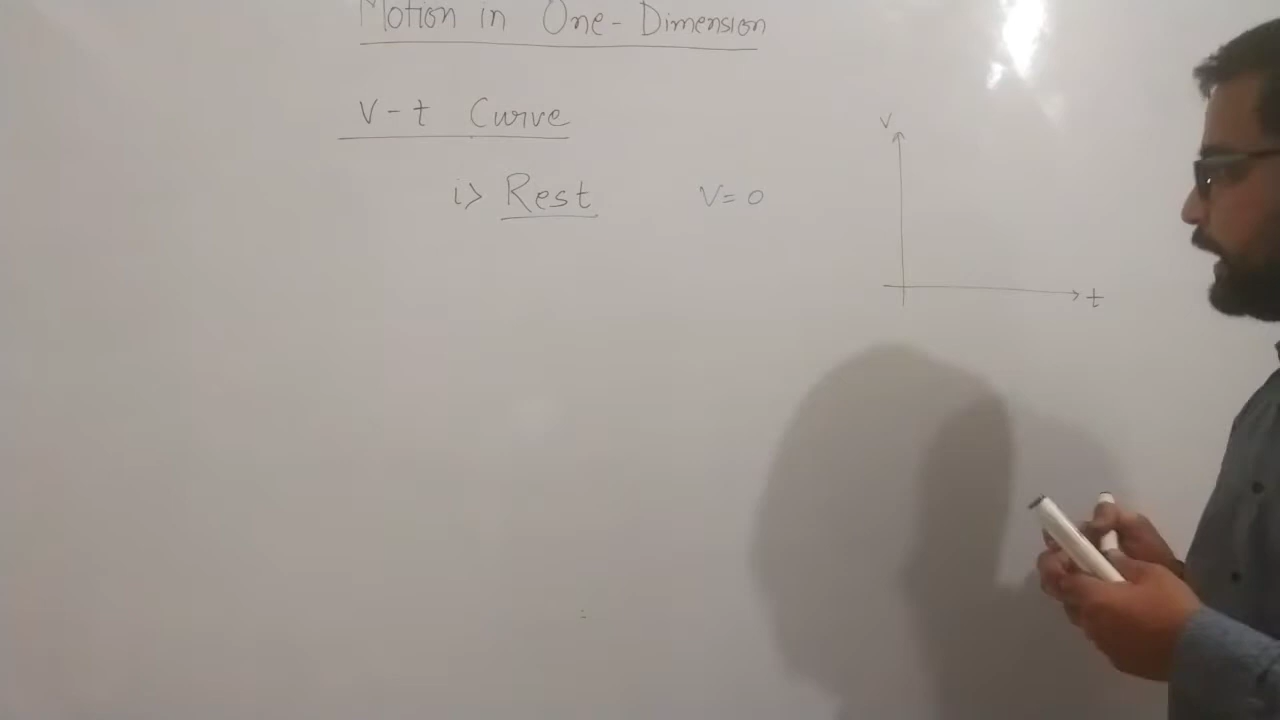 Motion in One-Dimension
v-t Curve
i> Rest V=0
v
t